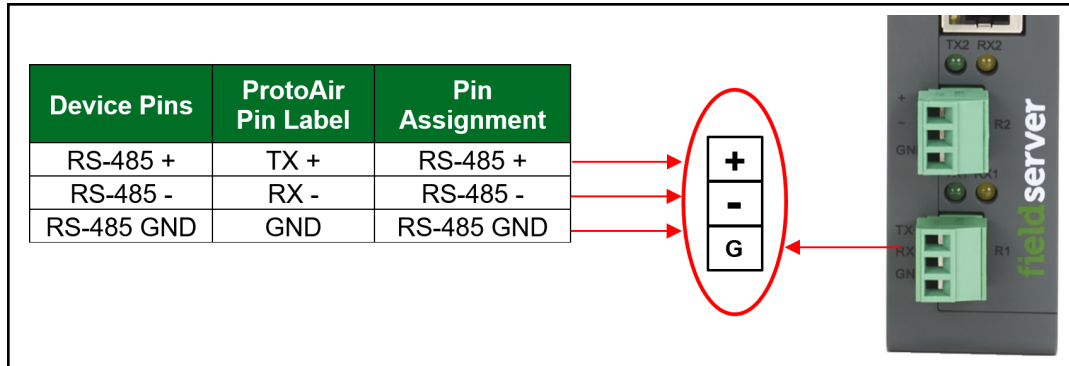 Device Pins ProtoAir Pin Label Pin Assignment
RS-485 + TX + RS-485 +
RS-485 - RX - RS-485 -
RS-485 GND GND RS-485 GND
+
-
G
TX2 RX2
+
-
R2
GN
RX1
TX
RX
R1
GN
fieldserver